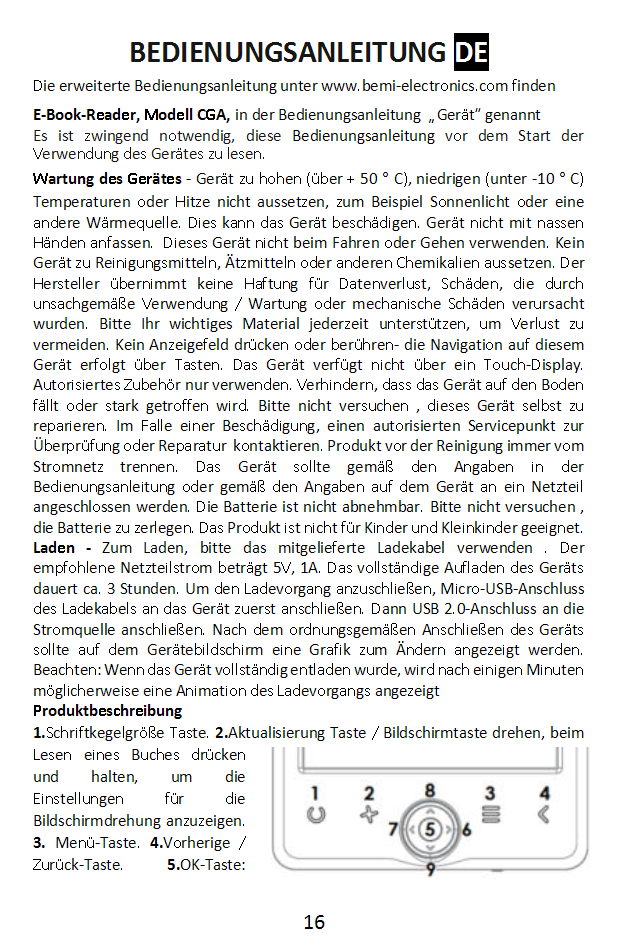 BEDIENUNGSANLEITUNG DE
Die erweiterte Bedienungsanleitung unter www.bemi-electronics.com finden
E-Book-Reader, Modell CGA, in der Bedienungsanleitung „Gerät“ genannt
Es ist zwingend notwendig, diese Bedienungsanleitung vor dem Start der
Verwendung des Gerätes zu lesen.
Wartung des Gerätes - Gerät zu hohen (über + 50 ° C), niedrigen (unter -10 ° C)
Temperaturen oder Hitze nicht aussetzen, zum Beispiel Sonnenlicht oder eine
andere Wärmequelle. Dies kann das Gerät beschädigen. Gerät nicht mit nassen
Händen anfassen. Dieses Gerät nicht beim Fahren oder Gehen verwenden. Kein
Gerät zu Reinigungsmitteln, Ätzmitteln oder anderen Chemikalien aussetzen. Der
Hersteller übernimmt keine Haftung für Datenverlust, Schäden, die durch
unsachgemäße Verwendung / Wartung oder mechanische Schäden verursacht
wurden. Bitte Ihr wichtiges Material jederzeit unterstützen, um Verlust zu
vermeiden. Kein Anzeigefeld drücken oder berühren- die Navigation auf diesem
Gerät erfolgt über Tasten. Das Gerät verfügt nicht über ein Touch-Display.
Autorisiertes Zubehör nur verwenden. Verhindern, dass das Gerät auf den Boden
fällt oder stark getroffen wird. Bitte nicht versuchen , dieses Gerät selbst zu
reparieren. Im Falle einer Beschädigung, einen autorisierten Servicepunkt zur
Überprüfung oder Reparatur kontaktieren. Produkt vor der Reinigung immer vom
Stromnetz trennen. Das Gerät sollte gemäß den Angaben in der
Bedienungsanleitung oder gemäß den Angaben auf dem Gerät an ein Netzteil
angeschlossen werden. Die Batterie ist nicht abnehmbar. Bitte nicht versuchen ,
die Batterie zu zerlegen. Das Produkt ist nicht für Kinder und Kleinkinder geeignet.
Laden - Zum Laden, bitte das mitgelieferte Ladekabel verwenden . Der
empfohlene Netzteilstrom beträgt 5V, 1A. Das vollständige Aufladen des Geräts
dauert ca. 3 Stunden. Um den Ladevorgang anzuschließen, Micro-USB-Anschluss
des Ladekabels an das Gerät zuerst anschließen. Dann USB 2.0-Anschluss an die
Stromquelle anschließen. Nach dem ordnungsgemäßen Anschließen des Geräts
sollte auf dem Gerätebildschirm eine Grafik zum Ändern angezeigt werden.
Beachten: Wenn das Gerät vollständig entladen wurde, wird nach einigen Minuten
möglicherweise eine Animation des Ladevorgangs angezeigt
Produktbeschreibung
1.Schriftkegelgröße Taste. 2.Aktualisierung Taste / Bildschirmtaste drehen, beim
Lesen eines Buches drücken
und halten, um die
Einstellungen für die
Bildschirmdrehung anzuzeigen.
3. Menü-Taste. 4.Vorherige /
Zurück-Taste. 5.OK-Taste:
1 2 8 3 4
7 5 6
9
16